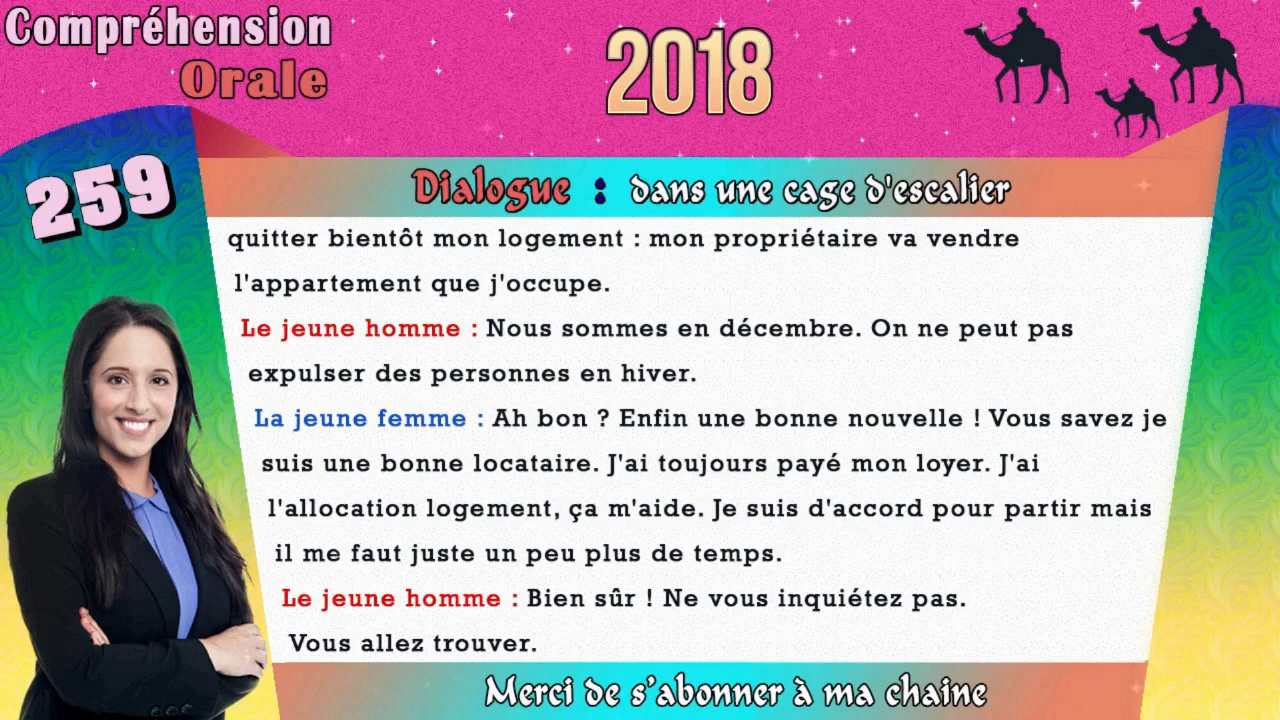 Compréhension
Orale
2018
259
Dialogue : dans une cage d'escalier
quitter bientôt mon logement : mon propriétaire va vendre
l'appartement que j'occupe.
Le jeune homme : Nous sommes en décembre. On ne peut pas
expulser des personnes en hiver.
La jeune femme : Ah bon ? Enfin une bonne nouvelle ! Vous savez je
suis une bonne locataire. J'ai toujours payé mon loyer. J'ai
l'allocation logement, ça m'aide. Je suis d'accord pour partir mais
il me faut juste un peu plus de temps.
Le jeune homme : Bien sûr ! Ne vous inquiétez pas.
Vous allez trouver.
Merci de s'abonner à ma chaine